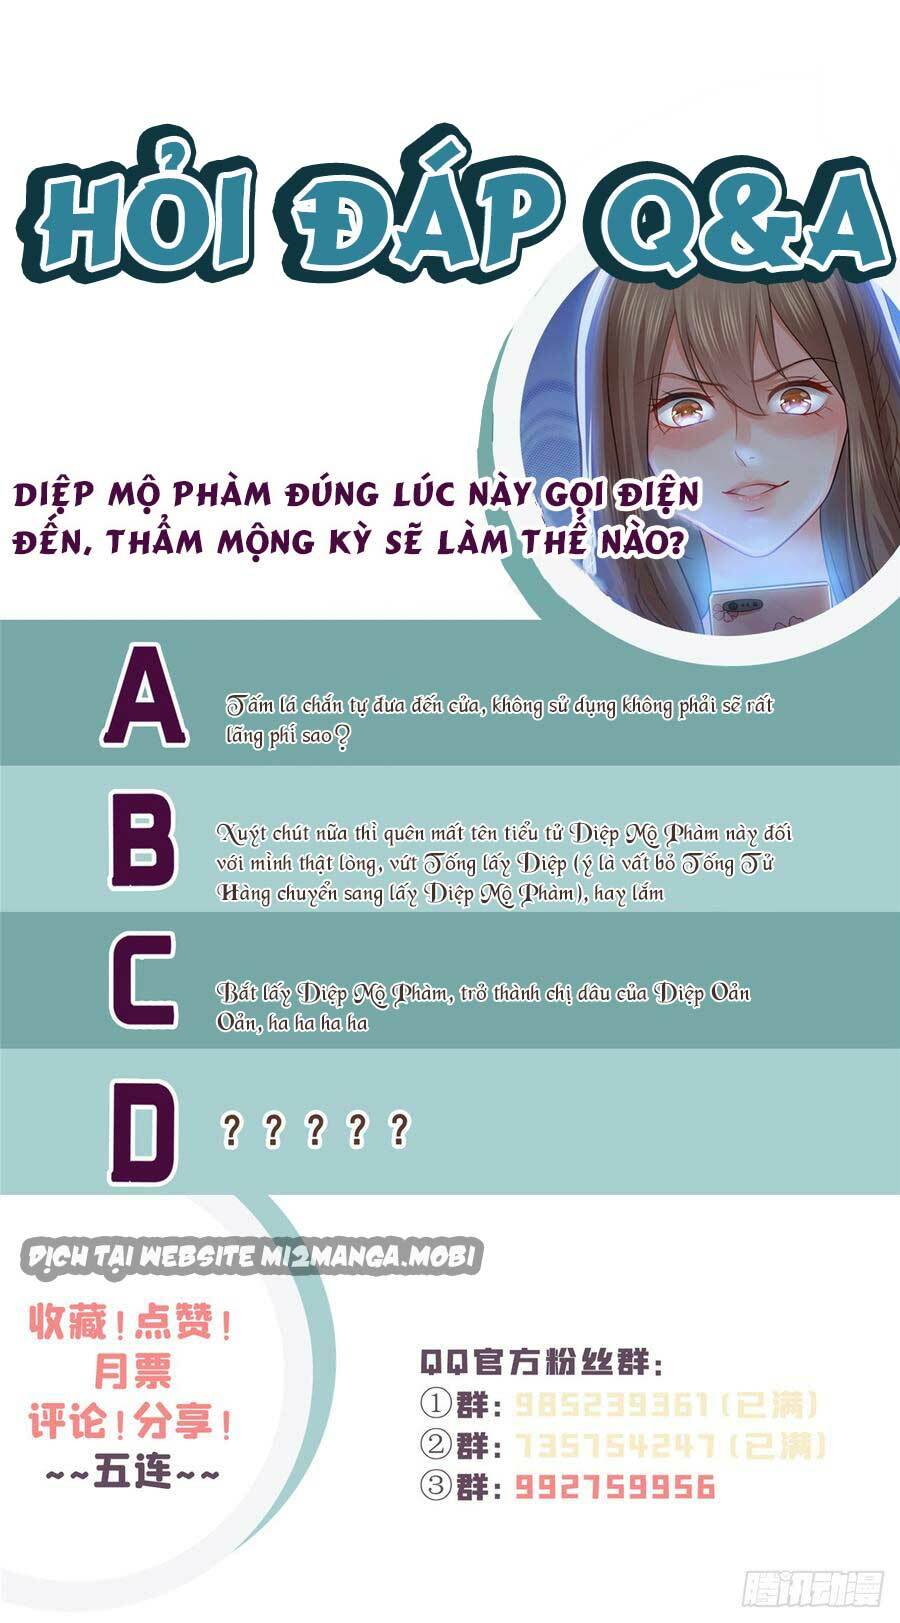 HỎI ĐÁP Q&A
DIỆP MỘ PHÀM ĐÚNG LÚC NÀY GỌI ĐIỆN
ĐẾN, THẨM MỘNG KỲ SẼ LÀM THẾ NÀO?
A
Tấm lá chắn tự đưa đến cửa, không sử dụng không phải sẽ rất
lãng phí sao?
B
Xuýt chút nữa thì quên mất tên tiểu tử Diệp Mộ Phàm này đối
với mình thật lòng, vứt Tống lấy Diệp (ý là vất bỏ Tống Tử
Hàng chuyển sang lấy Diệp Mộ Phàm), hay lắm
C
Bắt lấy Diệp Mộ Phàm, trở thành chị dâu của Diệp Oản
Oản, ha ha ha ha
D
? ? ? ? ?
DỊCH TẠI WEBSITE MI2MANGA.MOBI
收藏!点赞!
月票
评论!分享!
~~五连~~
QQ官方粉丝群:
①群: 985239361(已满)
②群: 735754247(已满)
③群: 992759956
腾讯动漫